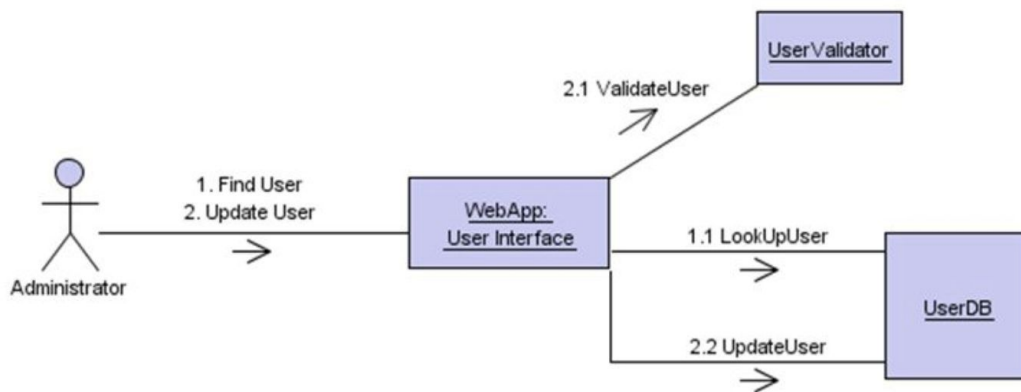 UserValidator
2.1 ValidateUser
1. Find User
2. Update User
WebApp:
User Interface
1.1 LookUpUser
Administrator
UserDB
2.2 UpdateUser